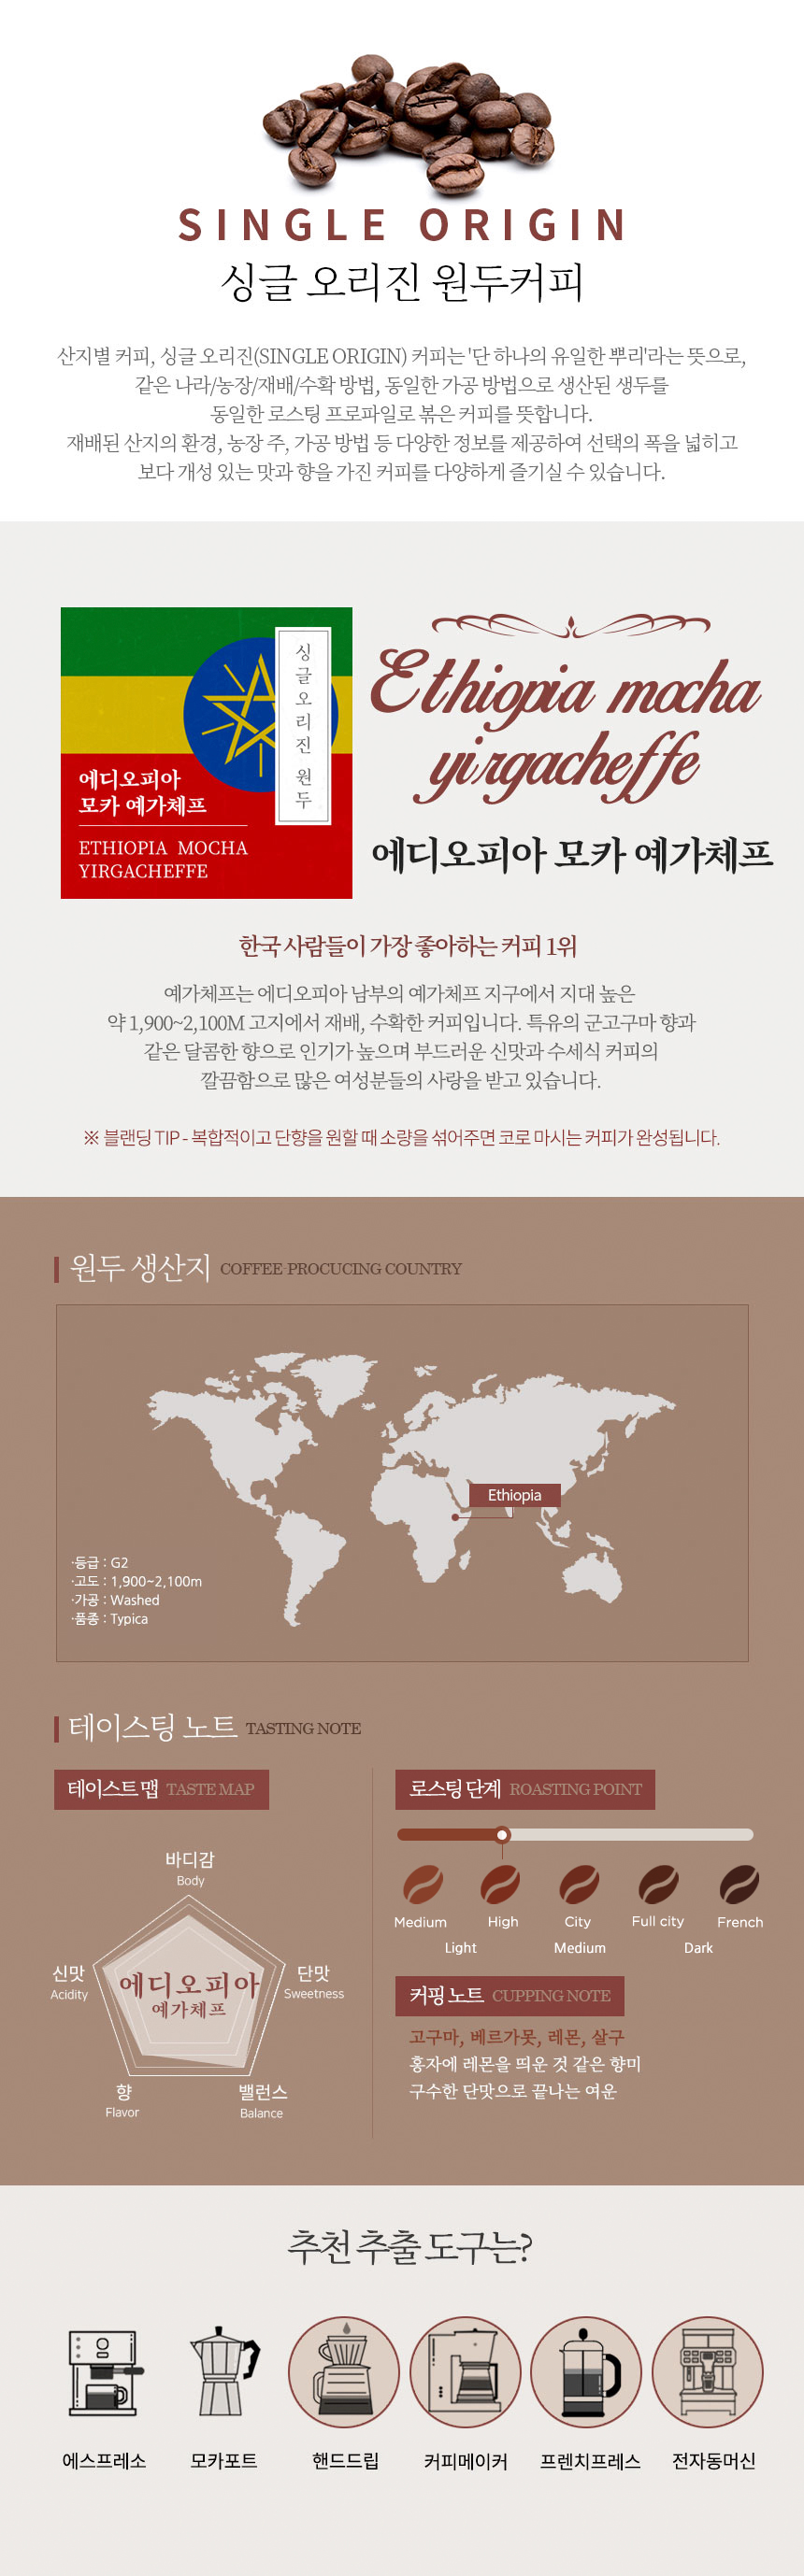 SINGLE ORIGIN
싱글 오리진 원두커피
산지별 커피, 싱글 오리진(SINGLE ORIGIN) 커피는 '단 하나의 유일한 뿌리'라는 뜻으로,
같은 나라/농장/재배/수확 방법, 동일한 가공 방법으로 생산된 생두를
동일한 로스팅 프로파일로 볶은 커피를 뜻합니다.
재배된 산지의 환경, 농장 주, 가공 방법 등 다양한 정보를 제공하여 선택의 폭을 넓히고
보다 개성 있는 맛과 향을 가진 커피를 다양하게 즐기실 수 있습니다.
싱글오리진 원두
에디오피아
모카 예가체프
ETHIOPIA MOCHA
YIRGACHEFFE
Ethiopia mocha
yirgacheffe
에디오피아 모카 예가체프
한국 사람들이 가장 좋아하는 커피 1위
예가체프는 에디오피아 남부의 예가체프 지구에서 지대 높은
약 1,900~2,100M 고지에서 재배, 수확한 커피입니다. 특유의 군고구마 향과
같은 달콤한 향으로 인기가 높으며 부드러운 신맛과 수세식 커피의
깔끔함으로 많은 여성분들의 사랑을 받고 있습니다.
※ 블랜딩 TIP - 복합적이고 단향을 원할 때 소량을 섞어주면 코로 마시는 커피가 완성됩니다.
원두 생산지 COFFEE-PROCUCING COUNTRY
Ethiopia
·등급 : G2
·고도 : 1,900~2,100m
·가공 : Washed
·품종 : Typica
테이스팅 노트 TASTING NOTE
테이스트 맵 TASTE MAP
바디감
Body
신맛
Acidity
단맛
Sweetness
에디오피아
예가체프
향
Flavor
밸런스
Balance
로스팅 단계 ROASTING POINT
Medium High City Full city French
Light Medium Dark
커핑 노트 CUPPING NOTE
고구마, 베르가못, 레몬, 살구
홍자에 레몬을 띄운 것 같은 향미
구수한 단맛으로 끝나는 여운
추천 추출 도구는?
에스프레소 모카포트 핸드드립 커피메이커 프렌치프레스 전자동머신